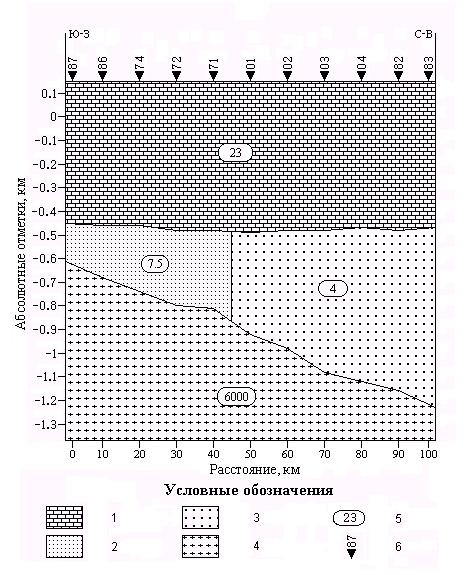 Ю-З С-В
87 86 74 72 71 01 02 03 04 82 83
0.1
0
-0.1
-0.2
23
-0.3
-0.4
-0.5
7.5
-0.6
4
-0.7
-0.8
-0.9
-1
-1.1
6000
-1.2
-1.3
Абсолютные отметки, км
0 10 20 30 40 50 60 70 80 90 100
Расстояние, км
Условные обозначения
1 3 23 5
2 4 87 6